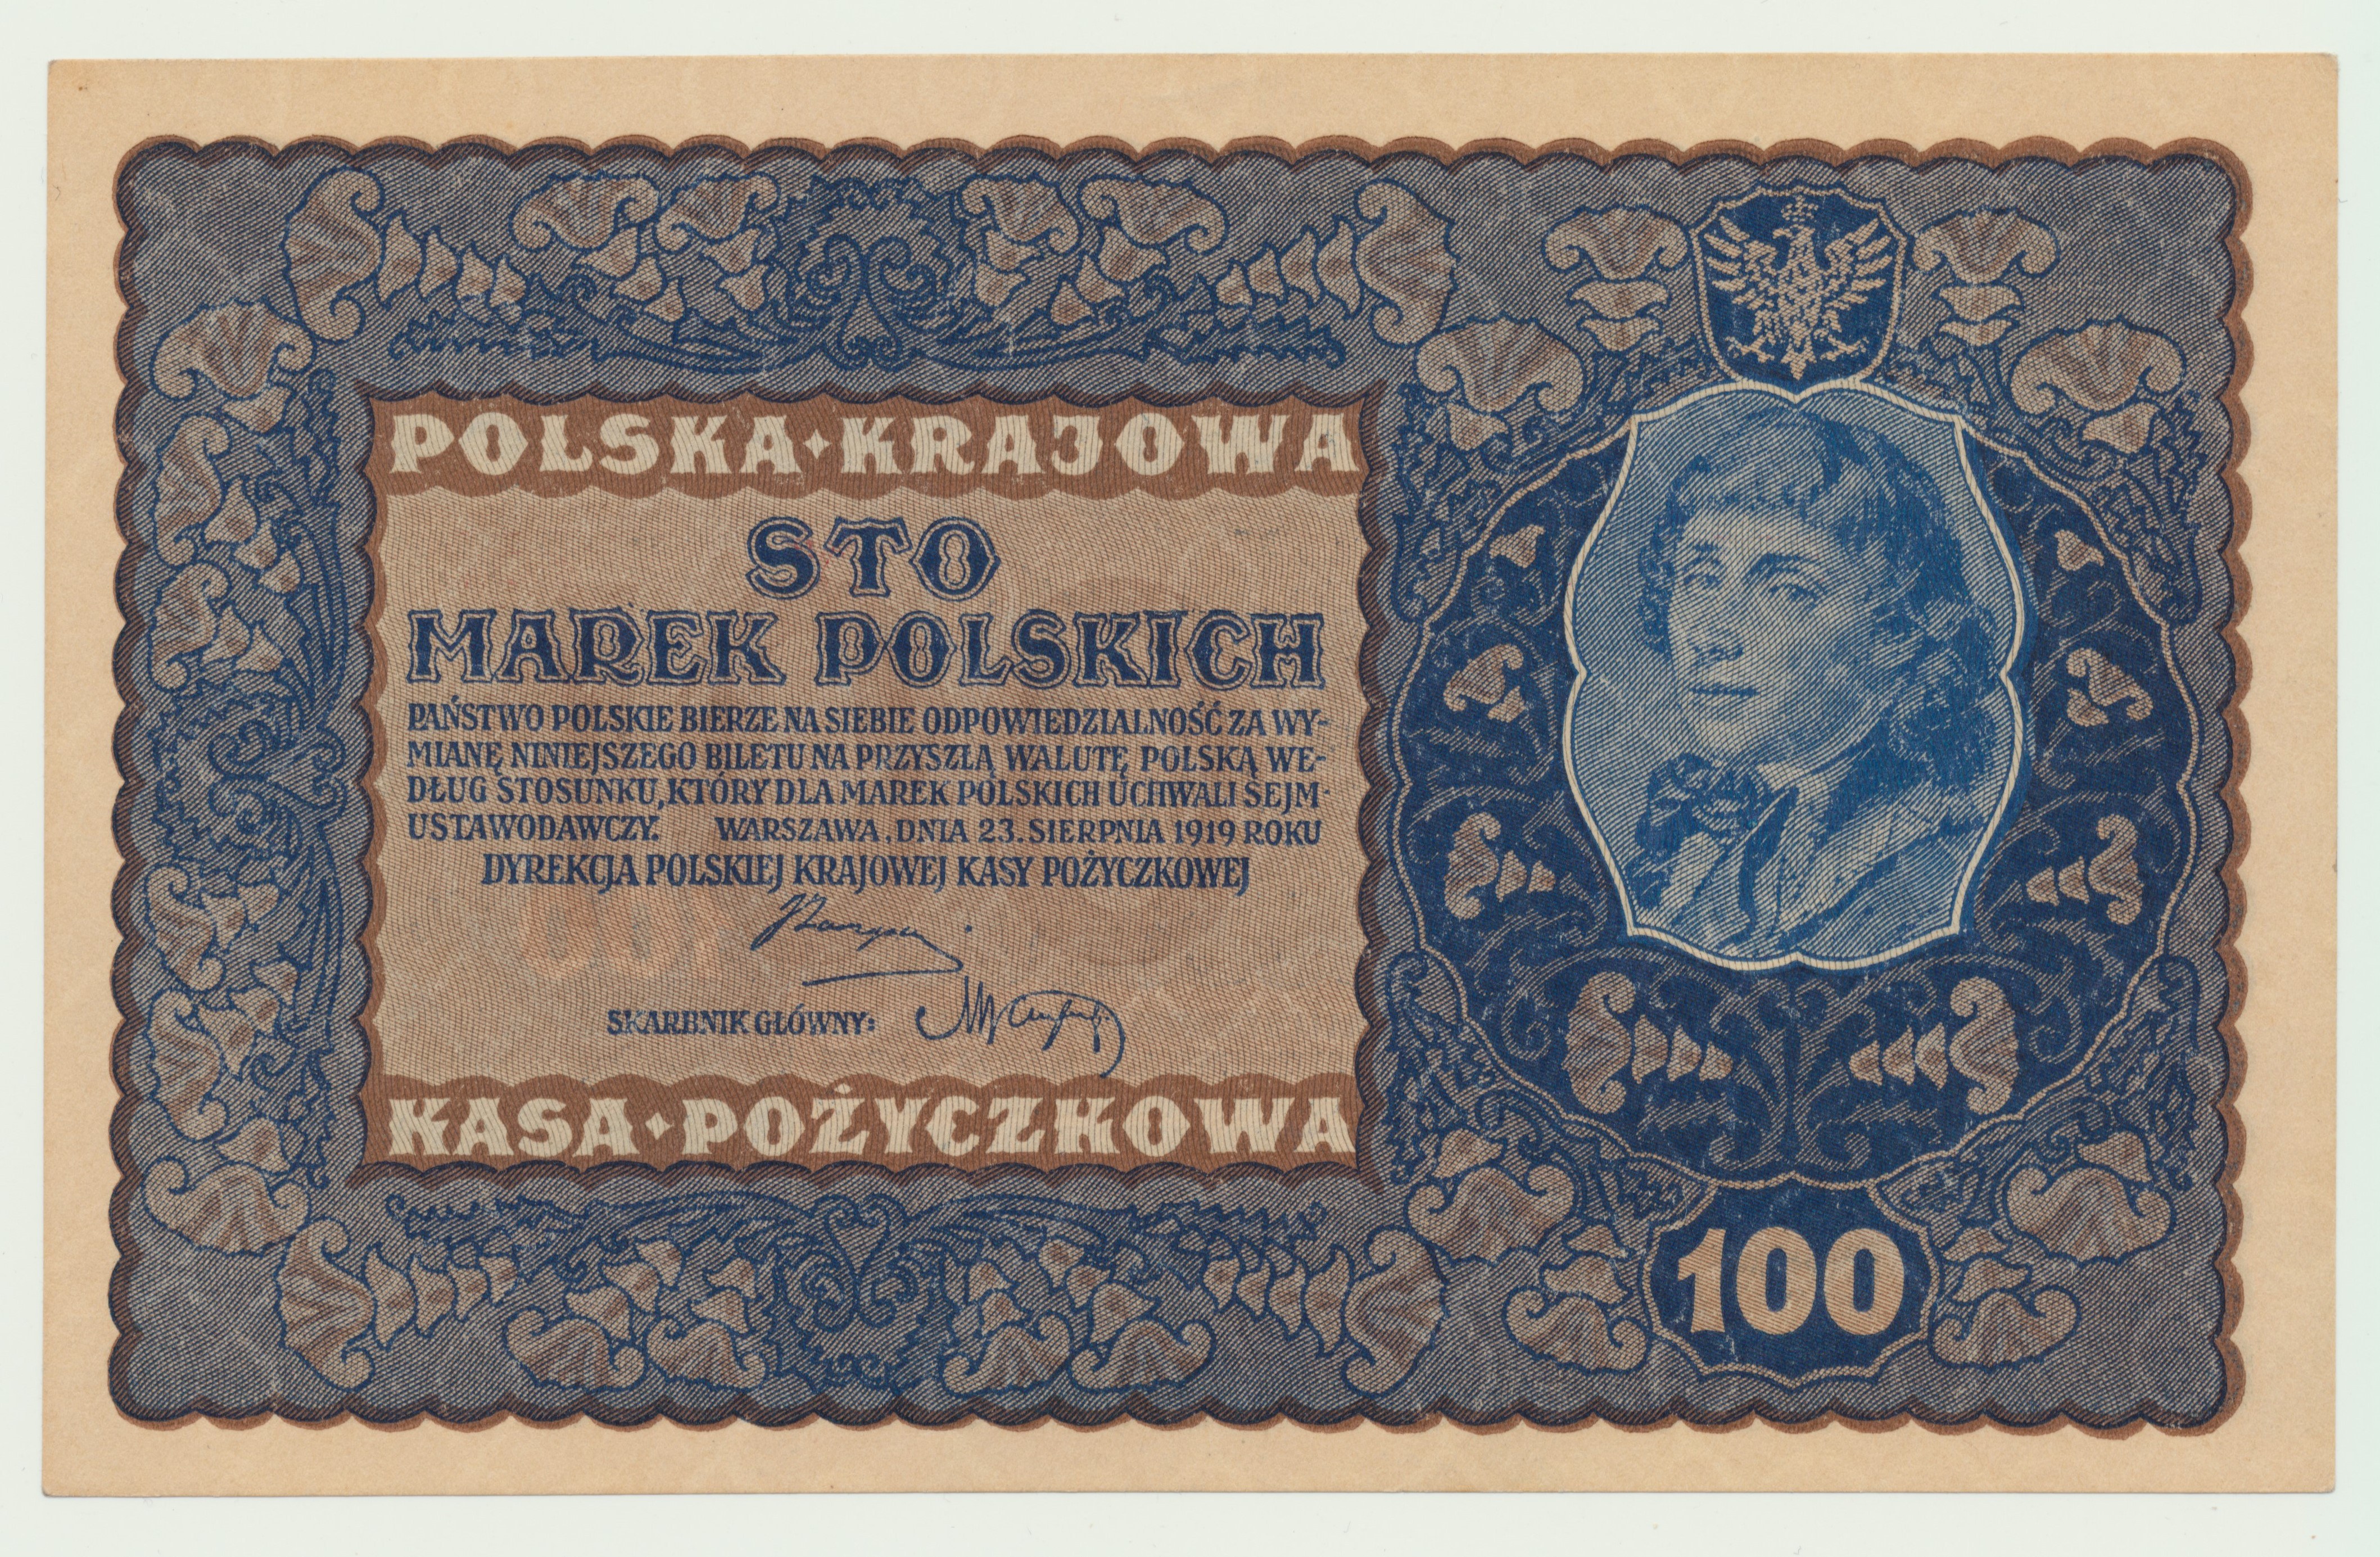 POLSKA·KRAJOWA
STO
MAREK POLSKICH
PAŃSTWO POLSKIE BIERZE NA SIEBIE ODPOWIEDZIALNOŚĆ ZA WY-
MIANĘ NINIEJSZEGO BILETU NA PRZYSZŁĄ WALUTĘ POLSKĄ WE-
DŁUG STOSUNKU, KTÓRY DLA MAREK POLSKICH UCHWALI SEJM-
USTAWODAWCZY. WARSZAWA, DNIA 23. SIERPNIA 1919 ROKU
DYREKCJA POLSKIEJ KRAJOWEJ KASY POŻYCZKOWEJ
SKARBNIK GŁÓWNY:
KASA·POŻYCZKOWA
100